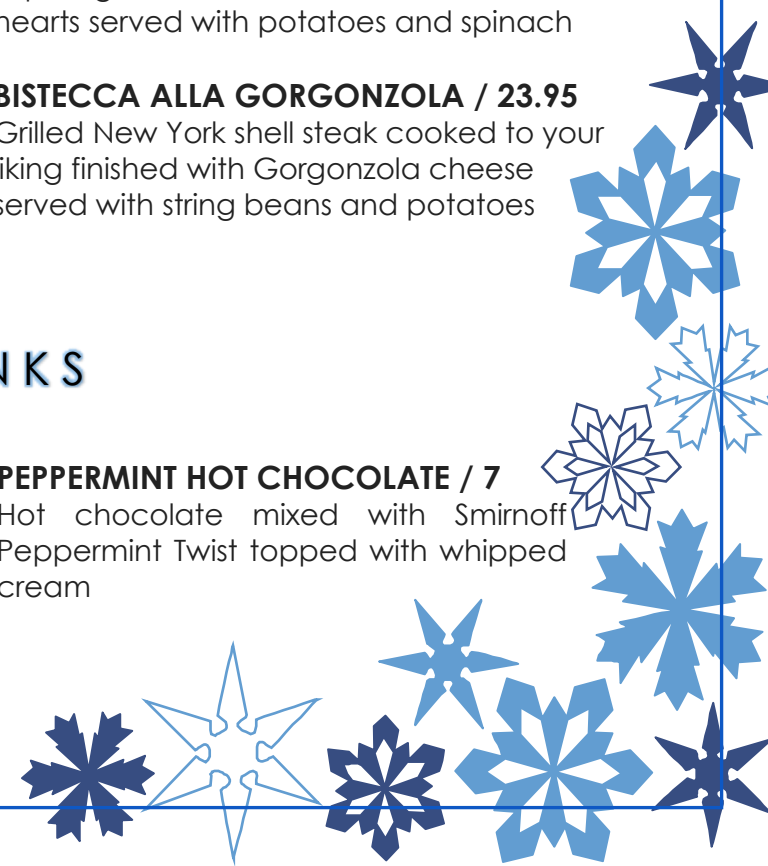 hearts served with potatoes and spinach
BISTECCA ALLA GORGONZOLA / 23.95
Grilled New York shell steak cooked to your
iking finished with Gorgonzola cheese
served with string beans and potatoes
NKS
PEPPERMINT HOT CHOCOLATE / 7
Hot chocolate mixed with Smirnoff
Peppermint Twist topped with whipped
cream